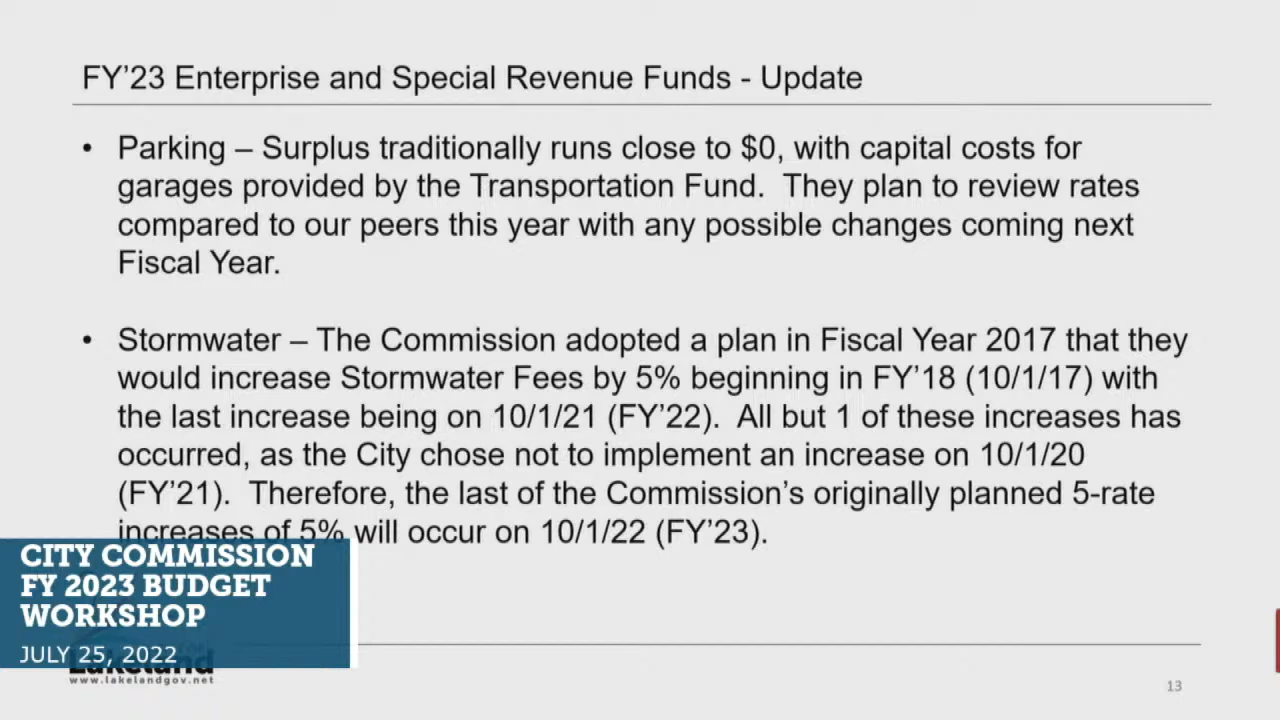 FY’23 Enterprise and Special Revenue Funds - Update
• Parking – Surplus traditionally runs close to $0, with capital costs for
garages provided by the Transportation Fund.  They plan to review rates
compared to our peers this year with any possible changes coming next
Fiscal Year.
• Stormwater – The Commission adopted a plan in Fiscal Year 2017 that they
would increase Stormwater Fees by 5% beginning in FY’18 (10/1/17) with
the last increase being on 10/1/21 (FY’22).  All but 1 of these increases has
occurred, as the City chose not to implement an increase on 10/1/20
(FY’21).  Therefore, the last of the Commission’s originally planned 5-rate
increases of 5% will occur on 10/1/22 (FY’23).
CITY COMMISSION
FY 2023 BUDGET
WORKSHOP
JULY 25, 2022
Lakeland
www.lakelandgov.net
13